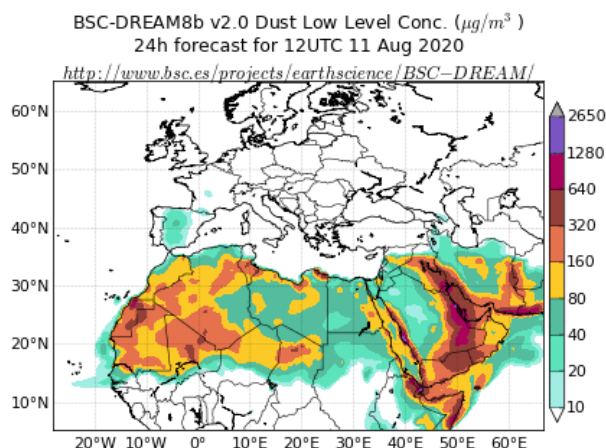 BSC-DREAM8b v2.0 Dust Low Level Conc. (μg/m³ )
24h forecast for 12UTC 11 Aug 2020
http://www.bsc.es/projects/earthscience/BSC−DREAM/
60°N
50°N
40°N
30°N
20°N
10°N
20°W 10°W 0° 10°E 20°E 30°E 40°E 50°E 60°E
2650
1280
640
320
160
80
40
20
10